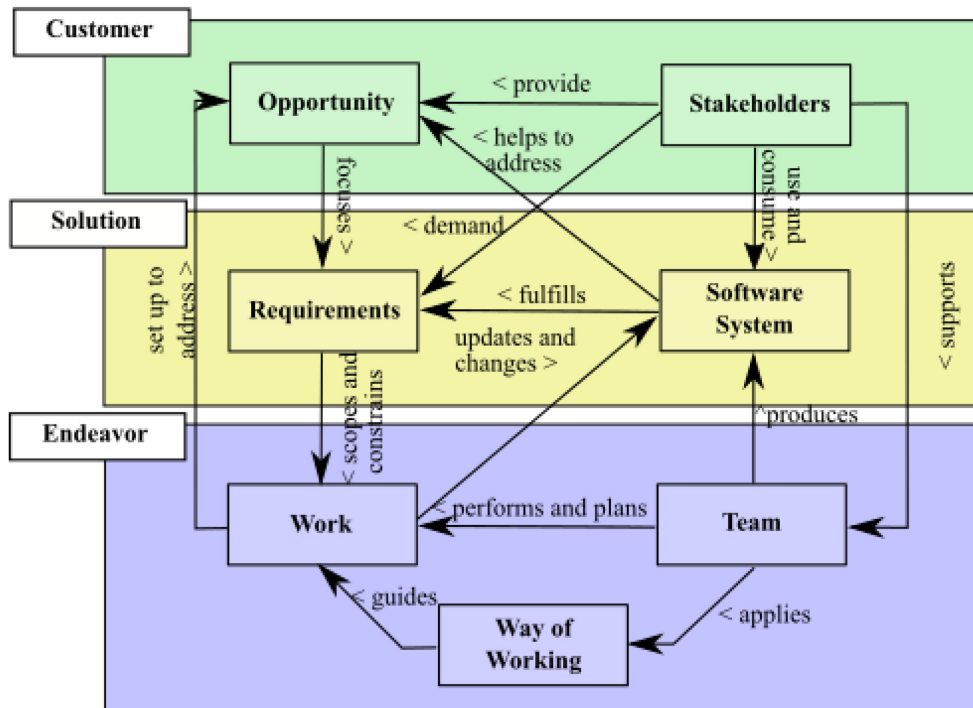 Customer
Opportunity
< provide
Stakeholders
< helps to
address
focuses >
use and
consume >
Solution
< demand
set up to
address >
Requirements
< fulfills
Software
System
updates and
changes >
< supports
Endeavor
< scopes and
constrains
^produces
Work
< performs and plans
Team
< guides
Way of
Working
< applies